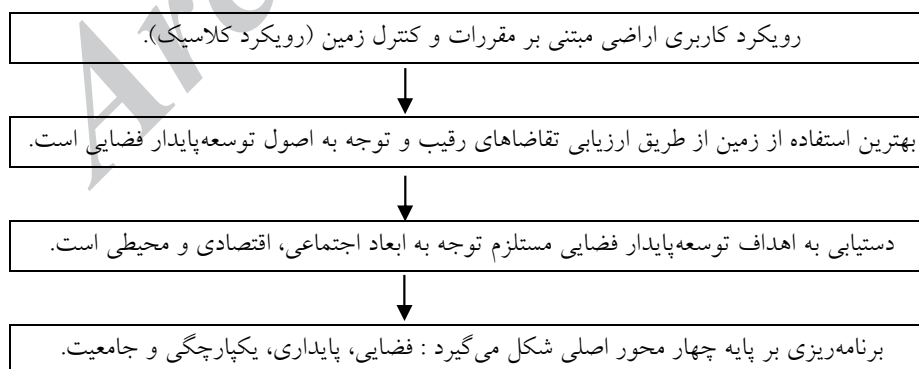 رویکرد کاربری اراضی مبتنی بر مقررات و کنترل زمین (رویکرد کلاسیک).
بهترین استفاده از زمین از طریق ارزیابی تقاضاهای رقیب و توجه به اصول توسعه‌پایدار فضایی است.
دستیابی به اهداف توسعه‌پایدار فضایی مستلزم توجه به ابعاد اجتماعی، اقتصادی و محیطی است.
برنامه‌ریزی بر پایه چهار محور اصلی شکل می‌گیرد : فضایی، پایداری، یکپارچگی و جامعیت.